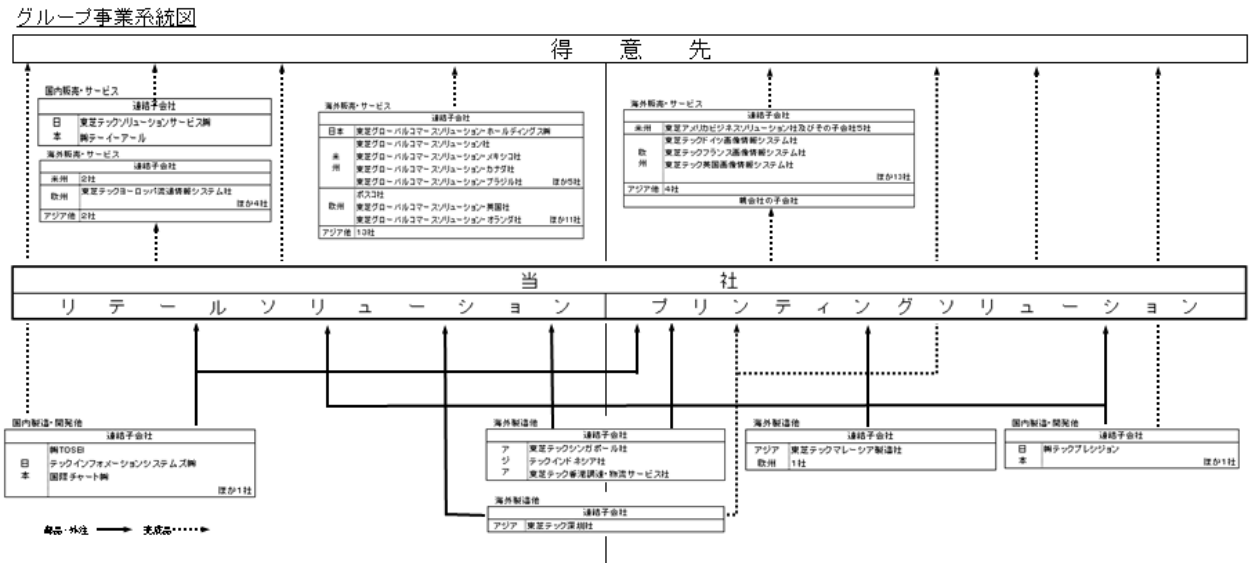 グループ事業系統図
得意先
国内販売・サービス
連結子会社
日本 東芝テックソリューションサービス㈱
㈱テーイーアール
海外販売・サービス
連結子会社
米州 2社
欧州 東芝テックヨーロッパ流通情報システム社
ほか4社
アジア他 2社
海外販売・サービス
連結子会社
日本 東芝グローバルコマースソリューション・ホールディングス㈱
米州 東芝グローバルコマースソリューション社
東芝グローバルコマースソリューション・メキシコ社
東芝グローバルコマースソリューション・カナダ社
東芝グローバルコマースソリューション・ブラジル社 ほか5社
欧州 ポスコ社
東芝グローバルコマースソリューション・英国社
東芝グローバルコマースソリューション・オランダ社 ほか11社
アジア他 13社
海外販売・サービス
連結子会社
米州 東芝アメリカビジネスソリューション社及びその子会社5社
欧州 東芝テックドイツ画像情報システム社
東芝テックフランス画像情報システム社
東芝テック英国画像情報システム社
ほか13社
アジア他 4社
親会社の子会社
当社
リテールソリューション プリンティングソリューション
国内製造・開発他
連結子会社
日本 ㈱TOSEI
テックインフォメーションシステムズ㈱
国際チャート㈱
ほか1社
海外製造他
連結子会社
アジア 東芝テックシンガポール社
テックインドネシア社
東芝テック香港調達・物流サービス社
海外製造他
連結子会社
アジア 東芝テックマレーシア製造社
欧州 1社
国内製造・開発他
連結子会社
日本 ㈱テックプレシジョン
ほか1社
海外製造他
連結子会社
アジア 東芝テック深圳社
部品・外注 完成品